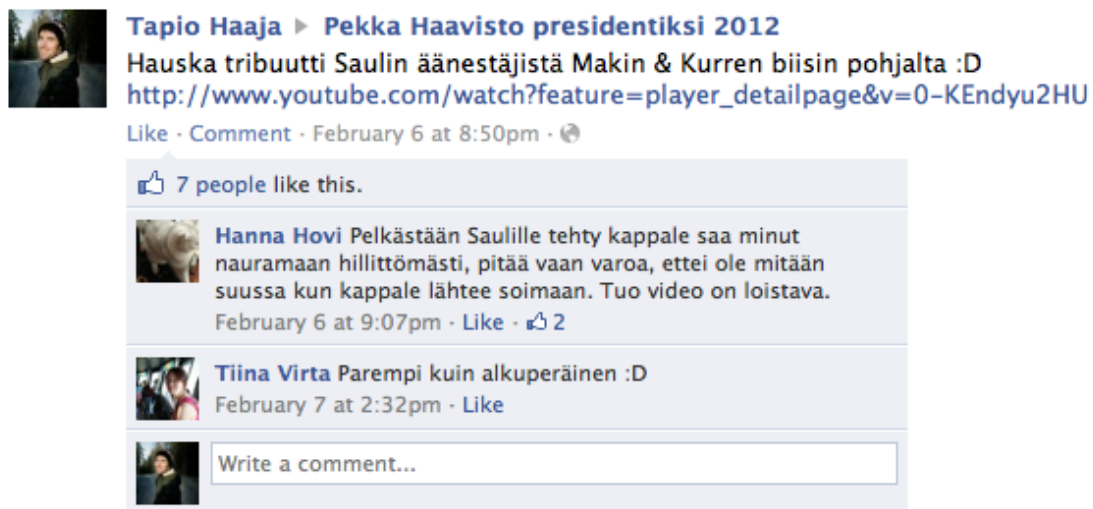 Tapio Haaja ▶ Pekka Haavisto presidentiksi 2012
Hauska tribuutti Saulin äänestäjistä Makin & Kurren biisin pohjalta :D
http://www.youtube.com/watch?feature=player_detailpage&v=0-KEndyu2HU
Like · Comment · February 6 at 8:50pm ·
7 people like this.
Hanna Hovi Pelkästään Saulille tehty kappale saa minut
nauramaan hillittömästi, pitää vaan varoa, ettei ole mitään
suussa kun kappale lähtee soimaan. Tuo video on loistava.
February 6 at 9:07pm · Like · 2
Tiina Virta Parempi kuin alkuperäinen :D
February 7 at 2:32pm · Like
Write a comment...